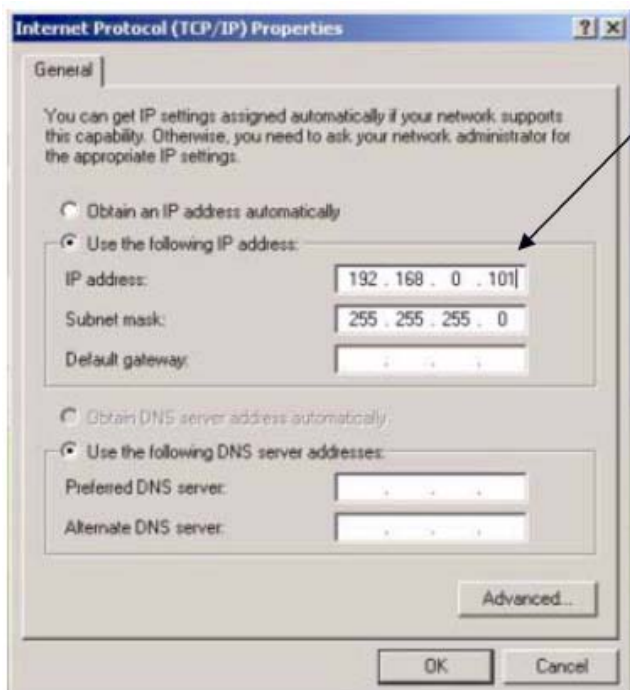 Internet Protocol (TCP/IP) Properties
General
You can get IP settings assigned automatically if your network supports
this capability. Otherwise, you need to ask your network administrator for
the appropriate IP settings.
Obtain an IP address automatically
Use the following IP address:
IP address: 192 . 168 . 0 . 101
Subnet mask: 255 . 255 . 255 . 0
Default gateway: . . .
Obtain DNS server address automatically
Use the following DNS server addresses:
Preferred DNS server: . . .
Alternate DNS server: . . .
Advanced...
OK Cancel